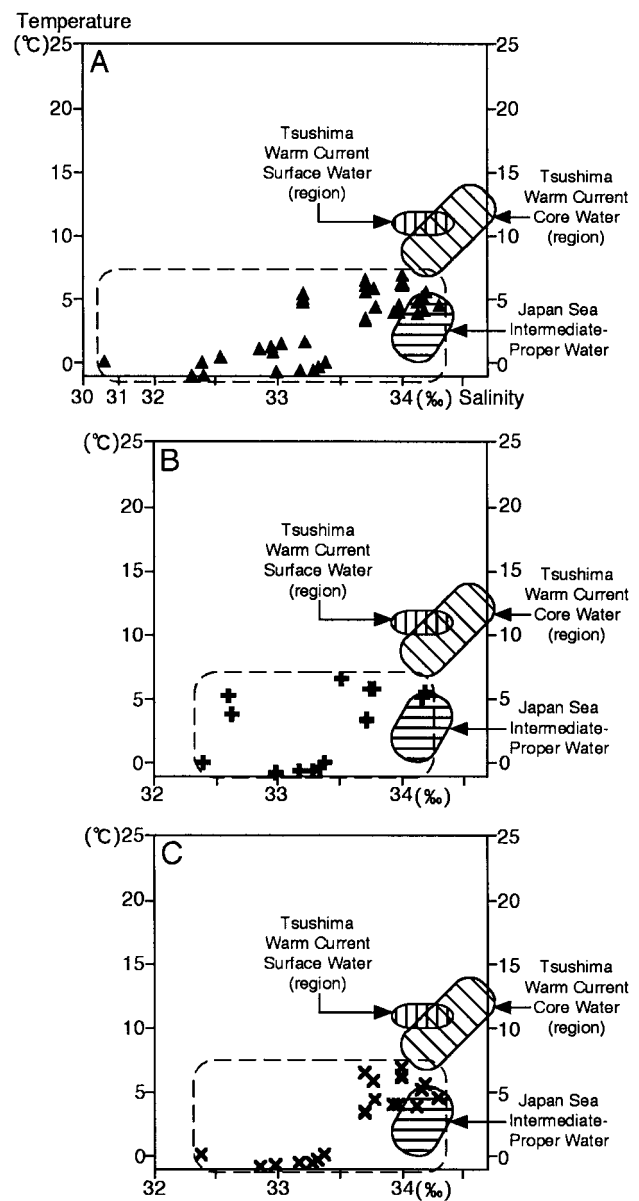 Temperature
(℃)25
A
25
20
20
Tsushima
Warm Current
Surface Water
(region)
15
15
Tsushima
Warm Current
Core Water
(region)
10
10
5
5
Japan Sea
Intermediate-
Proper Water
0
0
30 31 32 33 34(‰) Salinity
(℃)25
B
25
20
20
Tsushima
Warm Current
Surface Water
(region)
15
15
Tsushima
Warm Current
Core Water
(region)
10
10
5
5
Japan Sea
Intermediate-
Proper Water
0
0
32 33 34(‰)
(℃)25
C
25
20
20
Tsushima
Warm Current
Surface Water
(region)
15
15
Tsushima
Warm Current
Core Water
(region)
10
10
5
5
Japan Sea
Intermediate-
Proper Water
0
0
32 33 34(‰)